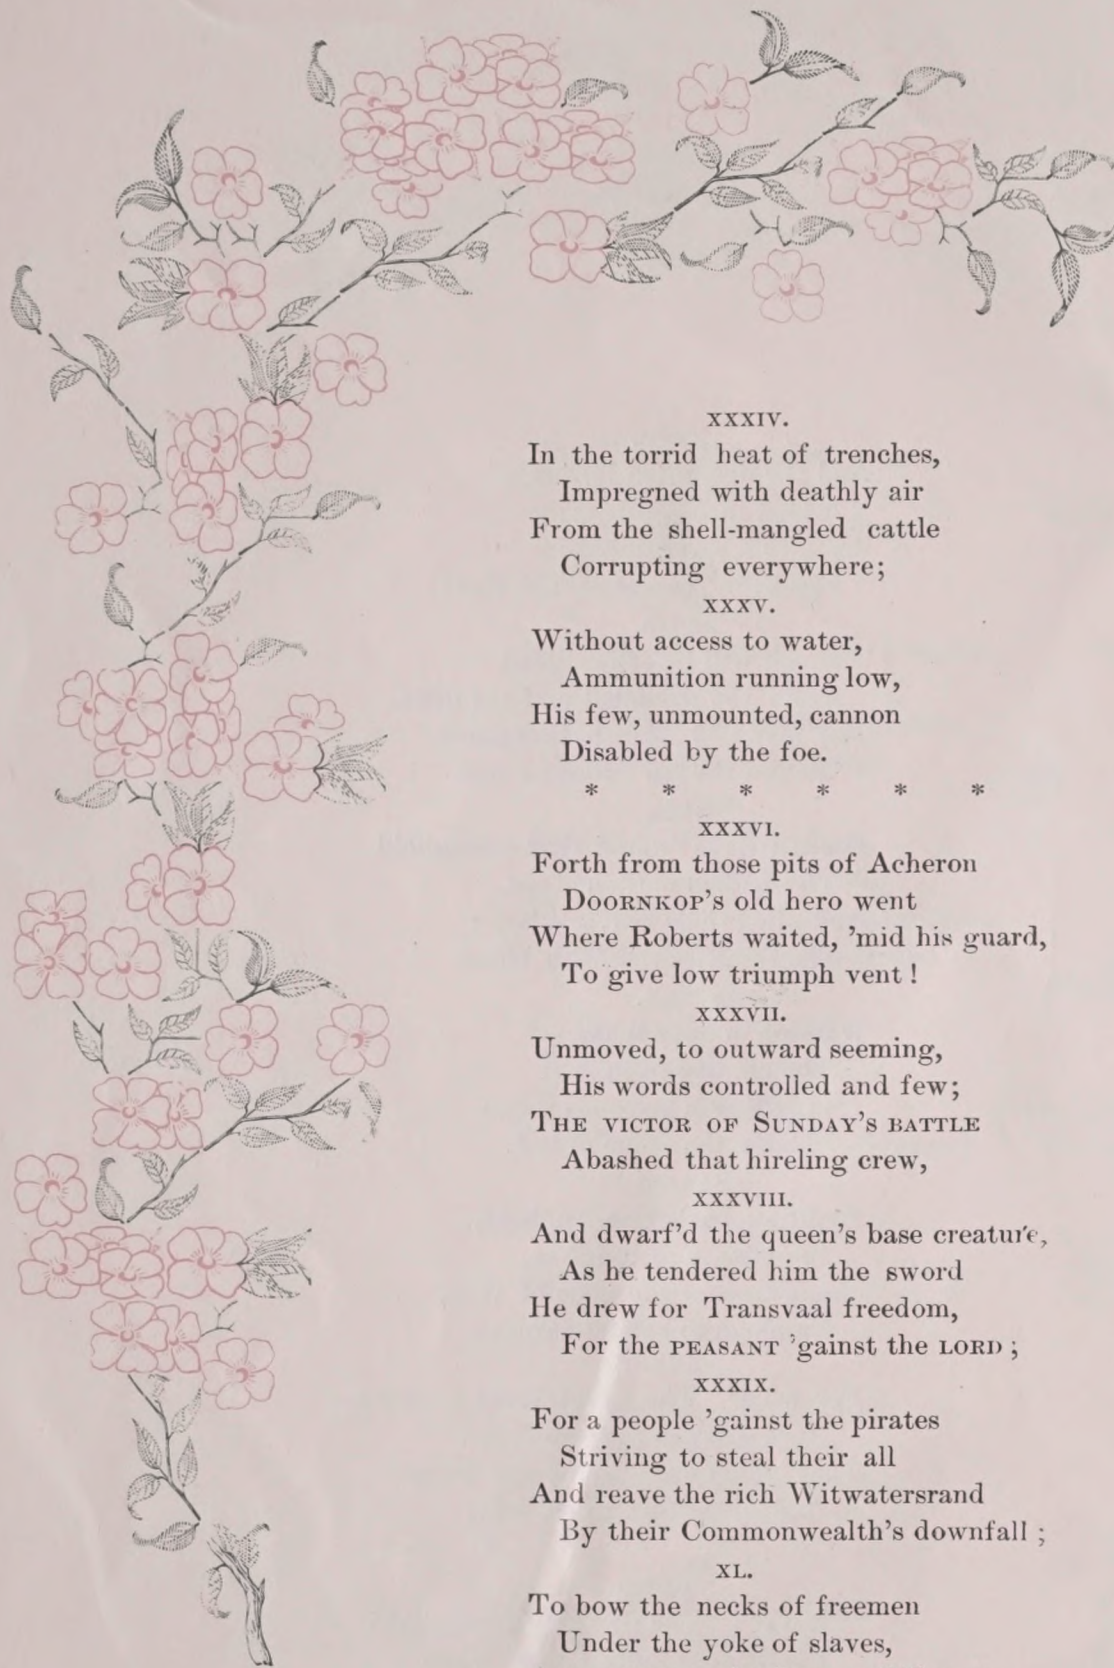 XXXIV.
In the torrid heat of trenches,
Impregned with deathly air
From the shell-mangled cattle
Corrupting everywhere;
XXXV.
Without access to water,
Ammunition running low,
His few, unmounted, cannon
Disabled by the foe.
* * * * * *
XXXVI.
Forth from those pits of Acheron
DOORNKOP'S old hero went
Where Roberts waited, 'mid his guard,
To give low triumph vent !
XXXVII.
Unmoved, to outward seeming,
His words controlled and few;
THE VICTOR OF SUNDAY'S BATTLE
Abashed that hireling crew,
XXXVIII.
And dwarf'd the queen's base creature,
As he tendered him the sword
He drew for Transvaal freedom,
For the PEASANT 'gainst the LORD ;
XXXIX.
For a people 'gainst the pirates
Striving to steal their all
And reave the rich Witwatersrand
By their Commonwealth's downfall ;
XL.
To bow the necks of freemen
Under the yoke of slaves,